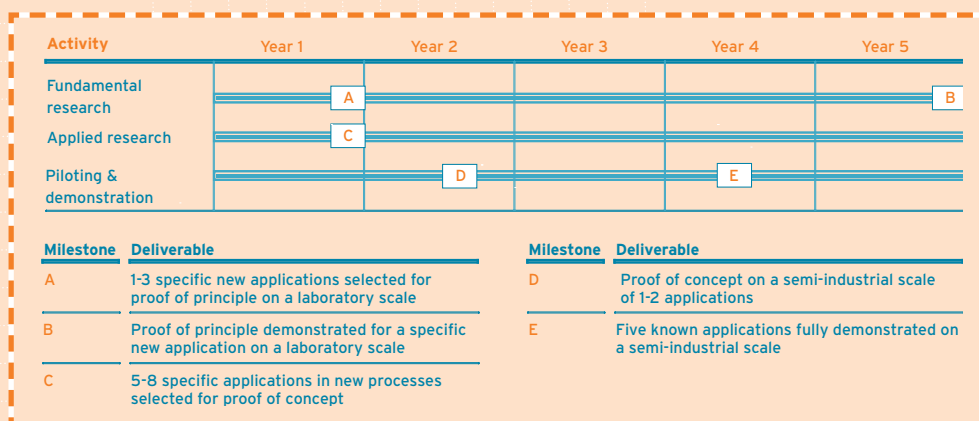 Activity Year 1 Year 2 Year 3 Year 4 Year 5
Fundamental
research
A B
Applied research C
Piloting &
demonstration
D E
Milestone Deliverable
A 1-3 specific new applications selected for
proof of principle on a laboratory scale
B Proof of principle demonstrated for a specific
new application on a laboratory scale
C 5-8 specific applications in new processes
selected for proof of concept
Milestone Deliverable
D Proof of concept on a semi-industrial scale
of 1-2 applications
E Five known applications fully demonstrated on
a semi-industrial scale